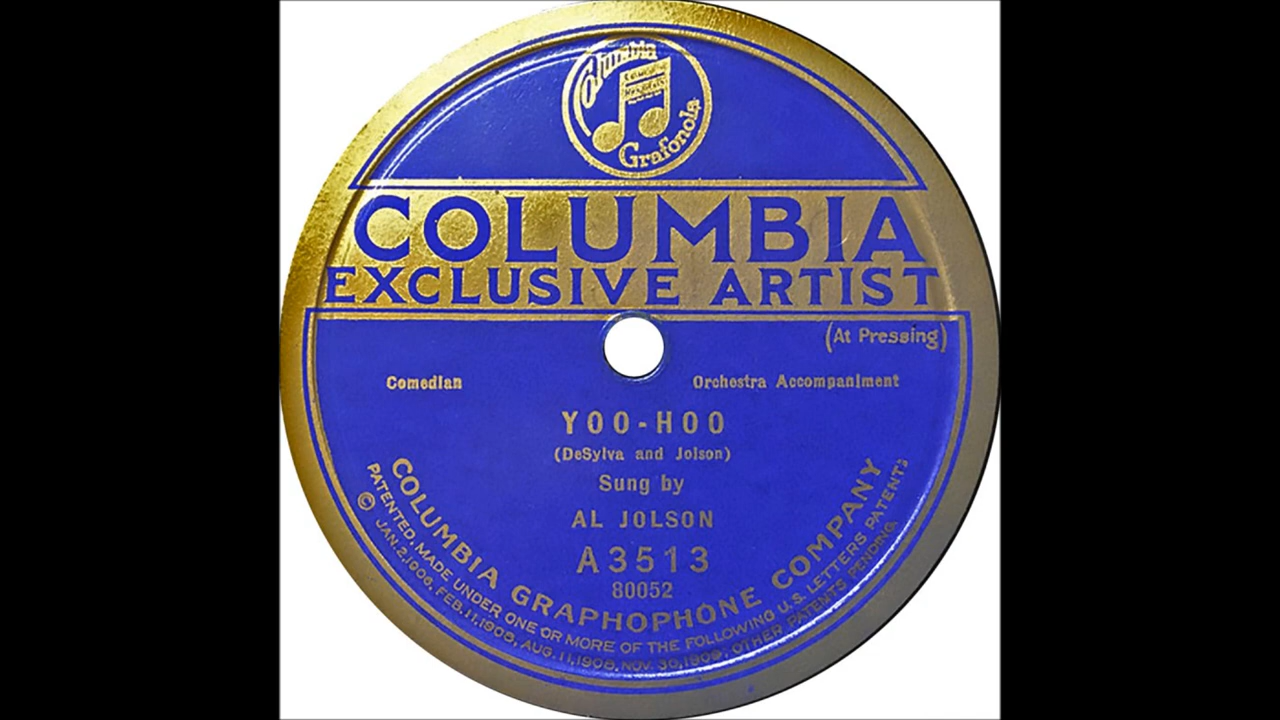 Columbia
Grafonola
COLUMBIA
EXCLUSIVE ARTIST
(At Pressing)
Comedian
Orchestra Accompaniment
YOO-HOO
(DeSylva and Jolson)
Sung by
AL JOLSON
A3513
80052
COLUMBIA GRAPHOPHONE COMPANY
PATENTED, MADE UNDER ONE OR MORE OF THE FOLLOWING U.S. LETTERS PATENTS
© JAN.2,1906, FEB.11,1908, AUG.11,1908, NOV.30,1909, OTHER PATENTS PENDING.